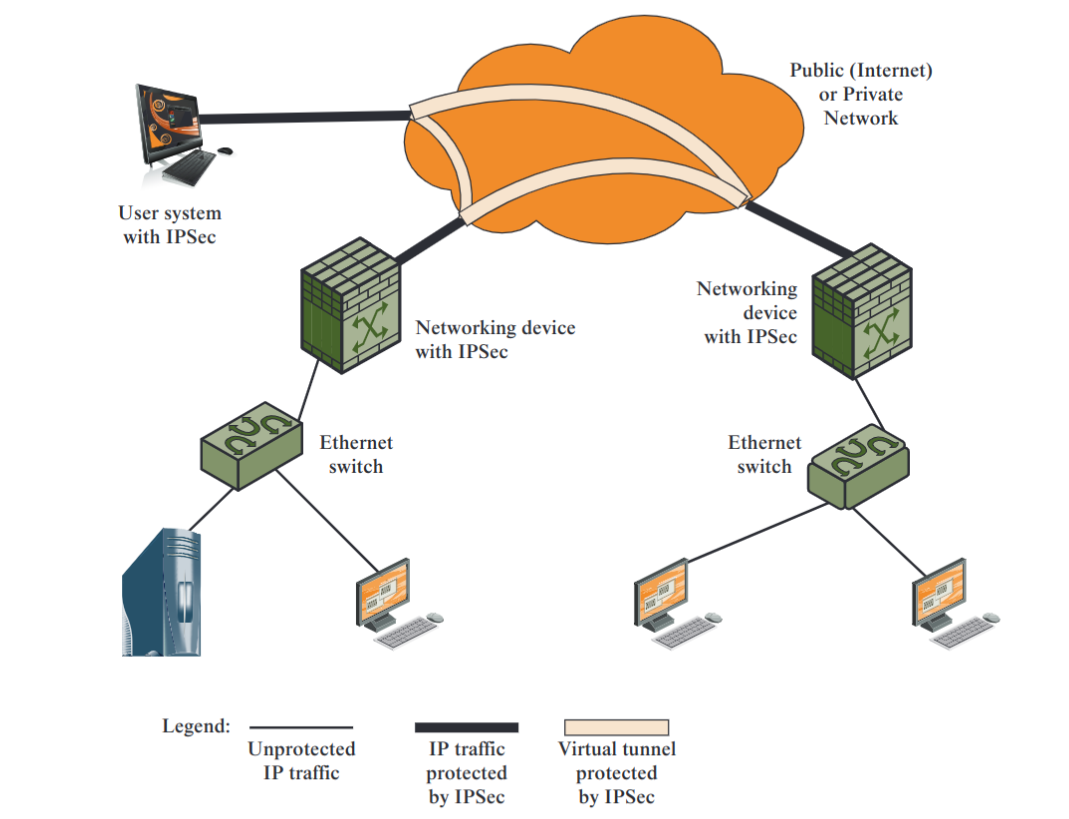 Public (Internet)
or Private
Network
User system
with IPSec
Networking
device
with IPSec
Networking device
with IPSec
Ethernet
switch
Ethernet
switch
Legend:
Unprotected
IP traffic
IP traffic
protected
by IPSec
Virtual tunnel
protected
by IPSec